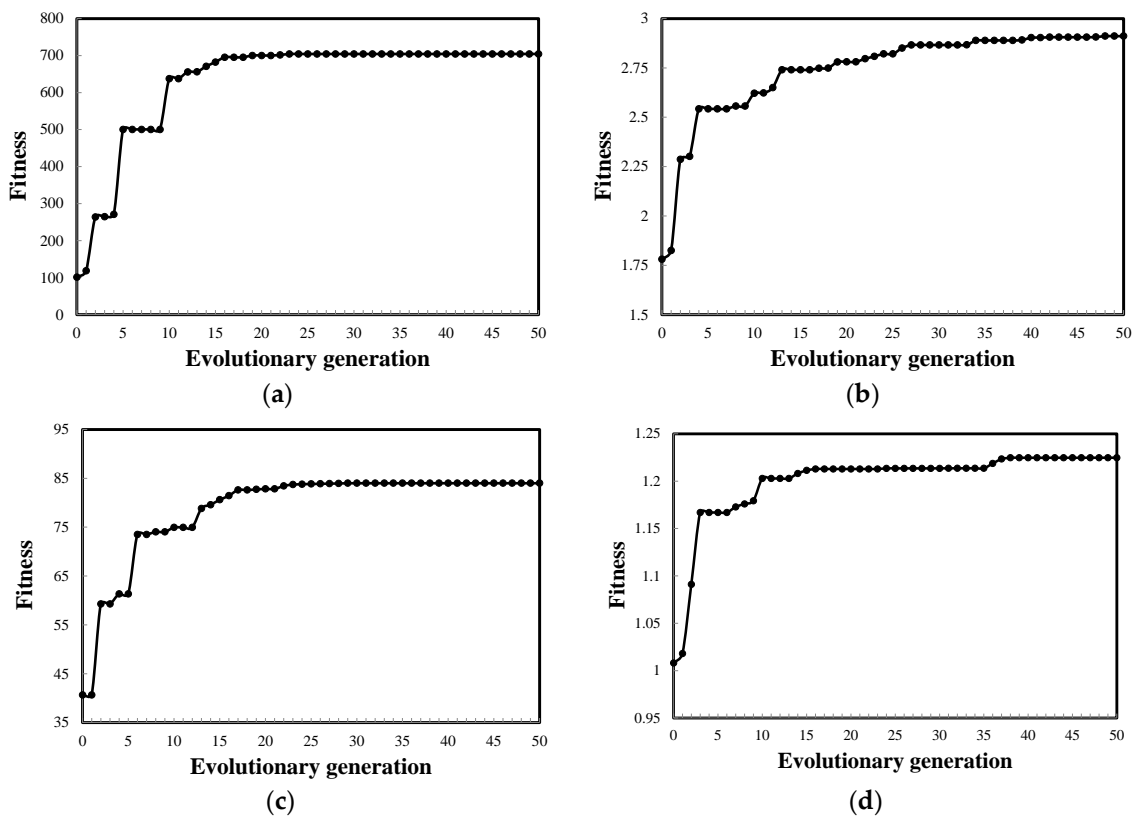 800
700
600
500
400
300
200
100
0
Fitness
0 5 10 15 20 25 30 35 40 45 50
Evolutionary generation
(a)
3
2.75
2.5
2.25
2
1.75
1.5
Fitness
0 5 10 15 20 25 30 35 40 45 50
Evolutionary generation
(b)
95
85
75
65
55
45
35
Fitness
0 5 10 15 20 25 30 35 40 45 50
Evolutionary generation
(c)
1.25
1.2
1.15
1.1
1.05
1
0.95
Fitness
0 5 10 15 20 25 30 35 40 45 50
Evolutionary generation
(d)